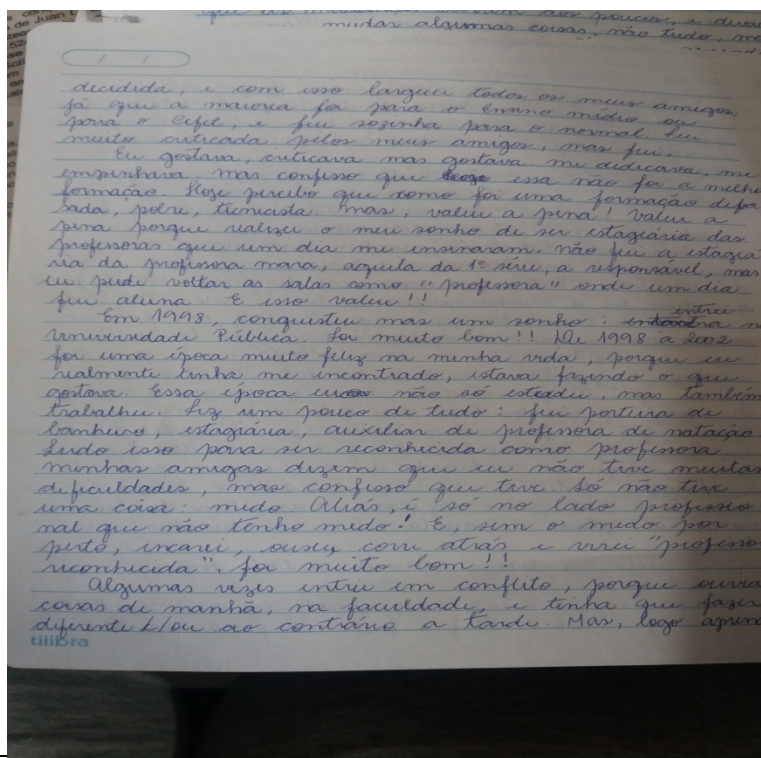 mudar algumas coisas, não tudo, m
decidida, e com isso larguei todos os meus amigos,
já que a maioria foi para o Ensino médio ou
para o Cefet, e fui sozinha para o normal. Fui
muito criticada pelos meus amigos, mas fui.
Eu gostava, criticava mas gostava. me dedicava, me
empenhava. mas confesso que essa não foi a melho
formação. Hoje percebo que como foi uma formação defa
sada, pobre, tecnicista. mas, valeu a pena! Valeu a
pena porque realizei o meu sonho de ser estagiária das
professoras que um dia me ensinaram, não fui a estagiá
ria da professora mara, aquela da 1ª série, a responsável, mas
eu pude voltar as salas como "professora" onde um dia
fui aluna. E isso valeu!!
Em 1998, conquistei mas um sonho: entrei n
Universidade Pública. Foi muito bom!! De 1998 a 2002
foi uma época muito feliz na minha vida, porque eu
realmente tinha me encontrado, estava fazendo o que
gostava. Essa época não só estudei, mas também
trabalhei. Fiz um pouco de tudo: fui porteira de
banheiro, estagiária, auxiliar de professora de natação
Tudo isso para ser reconhecida como professora.
minhas amigas dizem que eu não tive muitas
dificuldades, mas confesso que tive. Só não tive
uma coisa: medo. Aliás, é só no lado profissio
nal que não tenho medo! E, sem o medo por
perto, encarei, ousei, corri atrás e virei "professo
reconhecida", foi muito bom!!
Algumas vezes entrei em conflito, porque ouvia
coisas de manhã, na faculdade, e tinha que fazer
diferente e/ou ao contrário a tarde. Mas, logo apren
tilibra